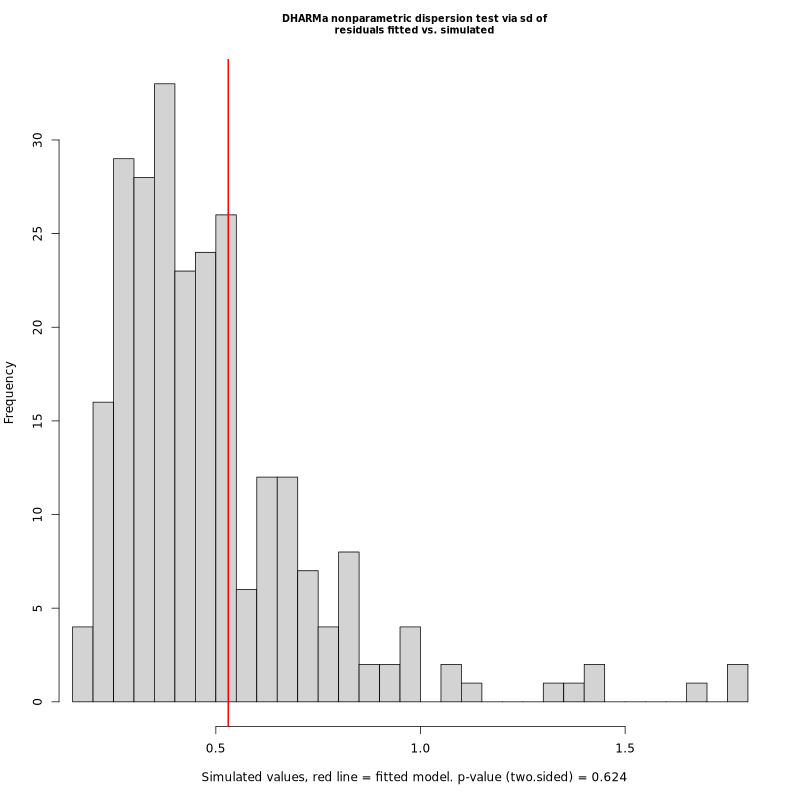 DHARMa nonparametric dispersion test via sd of
residuals fitted vs. simulated
Frequency
30
25
20
15
10
5
0
0.5
1.0
1.5
Simulated values, red line = fitted model. p-value (two.sided) = 0.624